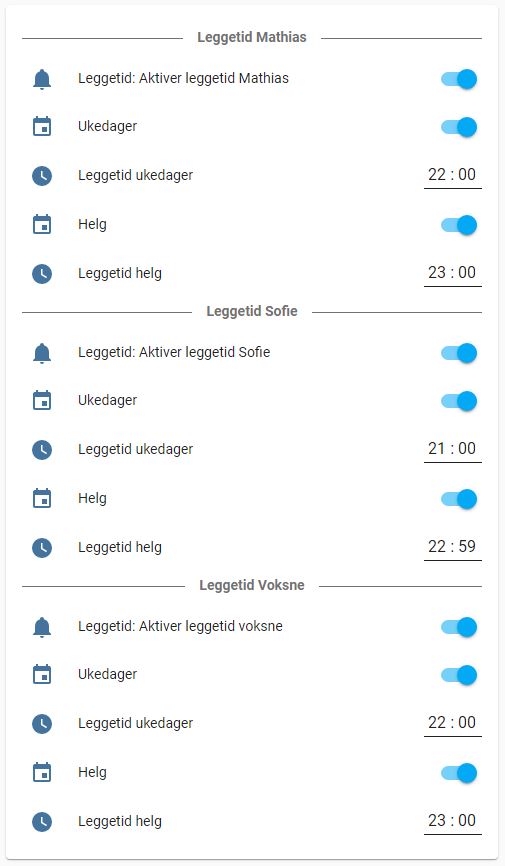 Leggetid Mathias
Leggetid: Aktiver leggetid Mathias
Ukedager
Leggetid ukedager 22 : 00
Helg
Leggetid helg 23 : 00
Leggetid Sofie
Leggetid: Aktiver leggetid Sofie
Ukedager
Leggetid ukedager 21 : 00
Helg
Leggetid helg 22 : 59
Leggetid Voksne
Leggetid: Aktiver leggetid voksne
Ukedager
Leggetid ukedager 22 : 00
Helg
Leggetid helg 23 : 00